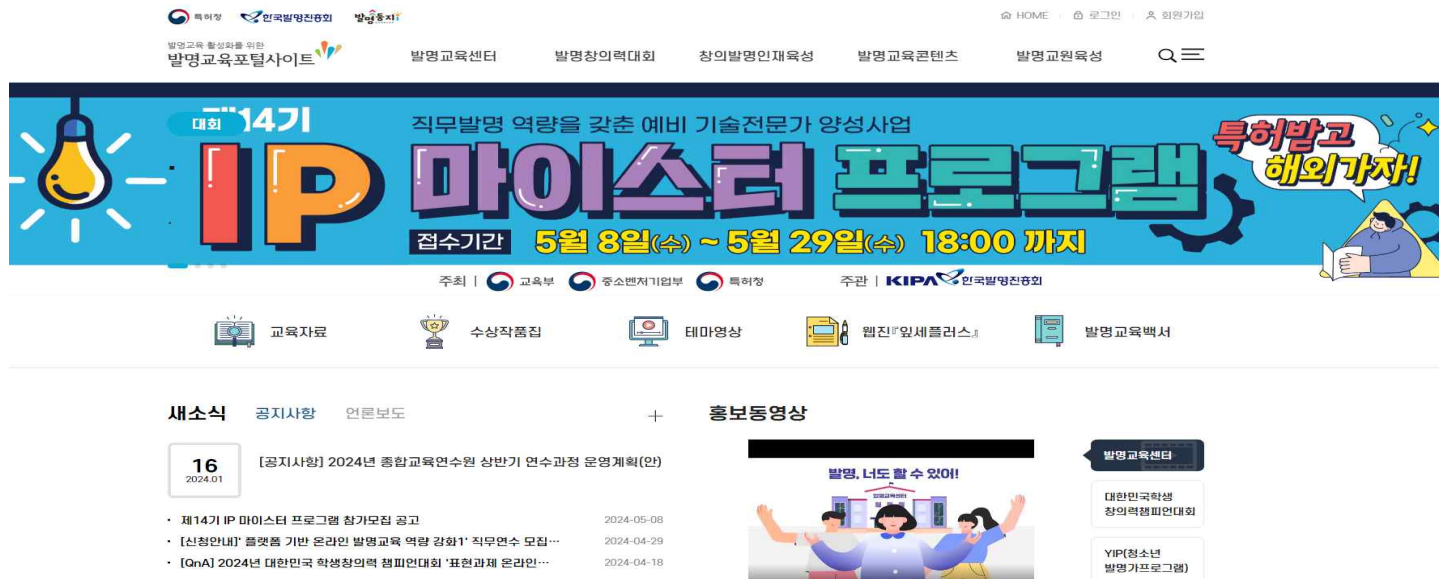 특허청 한국발명진흥회 발명둥지
HOME 로그인 회원가입
발명교육 활성화를 위한
발명교육포털사이트
발명교육센터 발명창의력대회 창의발명인재육성 발명교육콘텐츠 발명교원육성
대회
제14기
직무발명 역량을 갖춘 예비 기술전문가 양성사업
IP 마이스터 프로그램
특허받고
해외가자!
접수기간 5월 8일(수) ~ 5월 29일(수) 18:00 까지
주최 | 교육부 중소벤처기업부 특허청 주관 | KIPA 한국발명진흥회
교육자료 수상작품집 테마영상 웹진『잎세플러스』 발명교육백서
새소식 공지사항 언론보도
16
2024.01
[공지사항] 2024년 종합교육연수원 상반기 연수과정 운영계획(안)
· 제14기 IP 마이스터 프로그램 참가모집 공고 2024-05-08
· [신청안내]' 플랫폼 기반 온라인 발명교육 역량 강화1' 직무연수 모집… 2024-04-29
· [QnA] 2024년 대한민국 학생창의력 챔피언대회 '표현과제 온라인… 2024-04-18
홍보동영상
발명, 너도 할 수 있어!
발명교육센터
발명교육센터
대한민국학생
창의력챔피언대회
YIP(청소년
발명가프로그램)